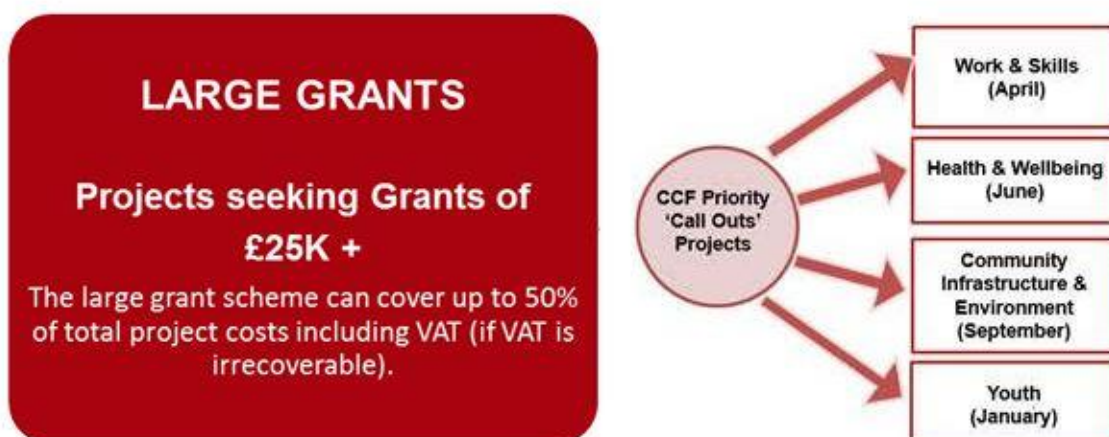 LARGE GRANTS
Projects seeking Grants of
£25K +
The large grant scheme can cover up to 50%
of total project costs including VAT (if VAT is
irrecoverable).
CCF Priority
‘Call Outs’
Projects
Work & Skills
(April)
Health & Wellbeing
(June)
Community
Infrastructure &
Environment
(September)
Youth
(January)